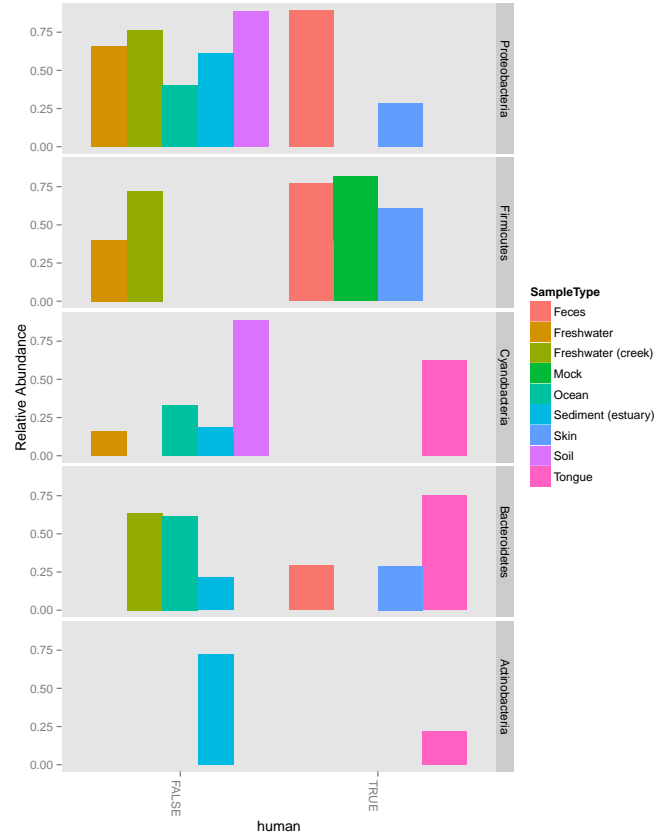 0.75
0.50
0.25
0.00
Proteobacteria
0.75
0.50
0.25
0.00
Firmicutes
0.75
0.50
0.25
0.00
Cyanobacteria
0.75
0.50
0.25
0.00
Bacteroidetes
0.75
0.50
0.25
0.00
Actinobacteria
Relative Abundance
FALSE
TRUE
human
SampleType
Feces
Freshwater
Freshwater (creek)
Mock
Ocean
Sediment (estuary)
Skin
Soil
Tongue